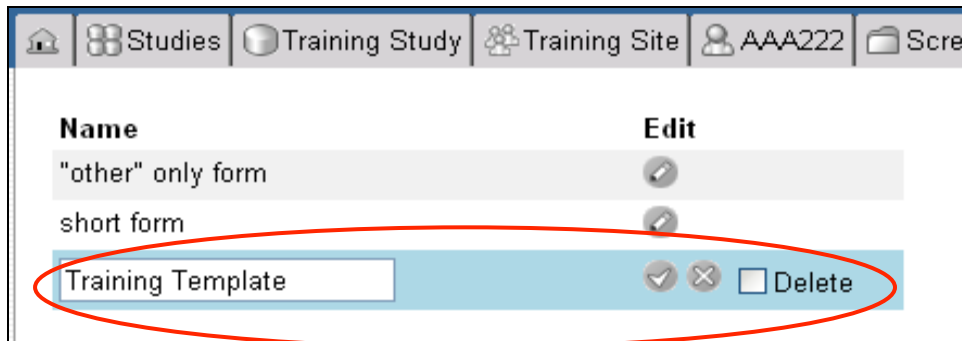 Studies Training Study Training Site AAA222 Scre
Name Edit
"other" only form
short form
Training Template Delete